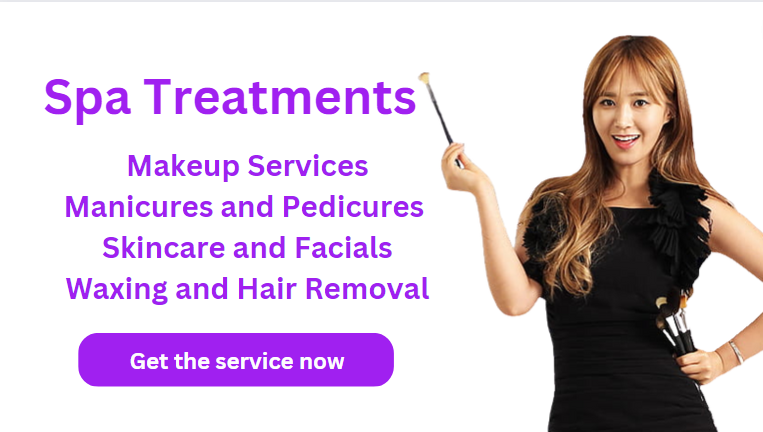 Spa Treatments
Makeup Services
Manicures and Pedicures
Skincare and Facials
Waxing and Hair Removal
Get the service now